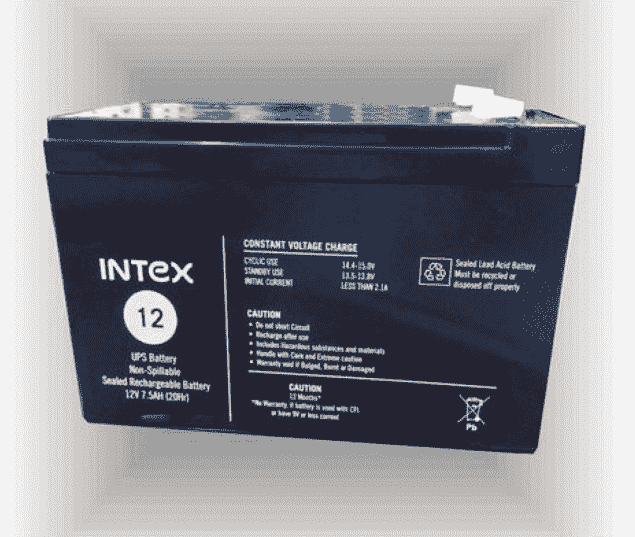 INTEX
12
UPS Battery
Non-Spillable
Sealed Rechargeable Battery
12V 7.5AH (20Hr)
CONSTANT VOLTAGE CHARGE
CYCLIC USE 14.4-15.0V
STANDBY USE 13.5-13.8V
INITIAL CURRENT LESS THAN 2.1A
Sealed Lead Acid Battery
Must be recycled or
disposed off properly
CAUTION
• Do not short Circuit
• Recharge after use
• Includes Hazardous substances and materials
• Handle with Care and Extreme caution
• Warranty void if Bulged, Burnt or Damaged
CAUTION
12 Months*
*No Warranty, if battery is used with CFL
or have 9V or less current
Pb